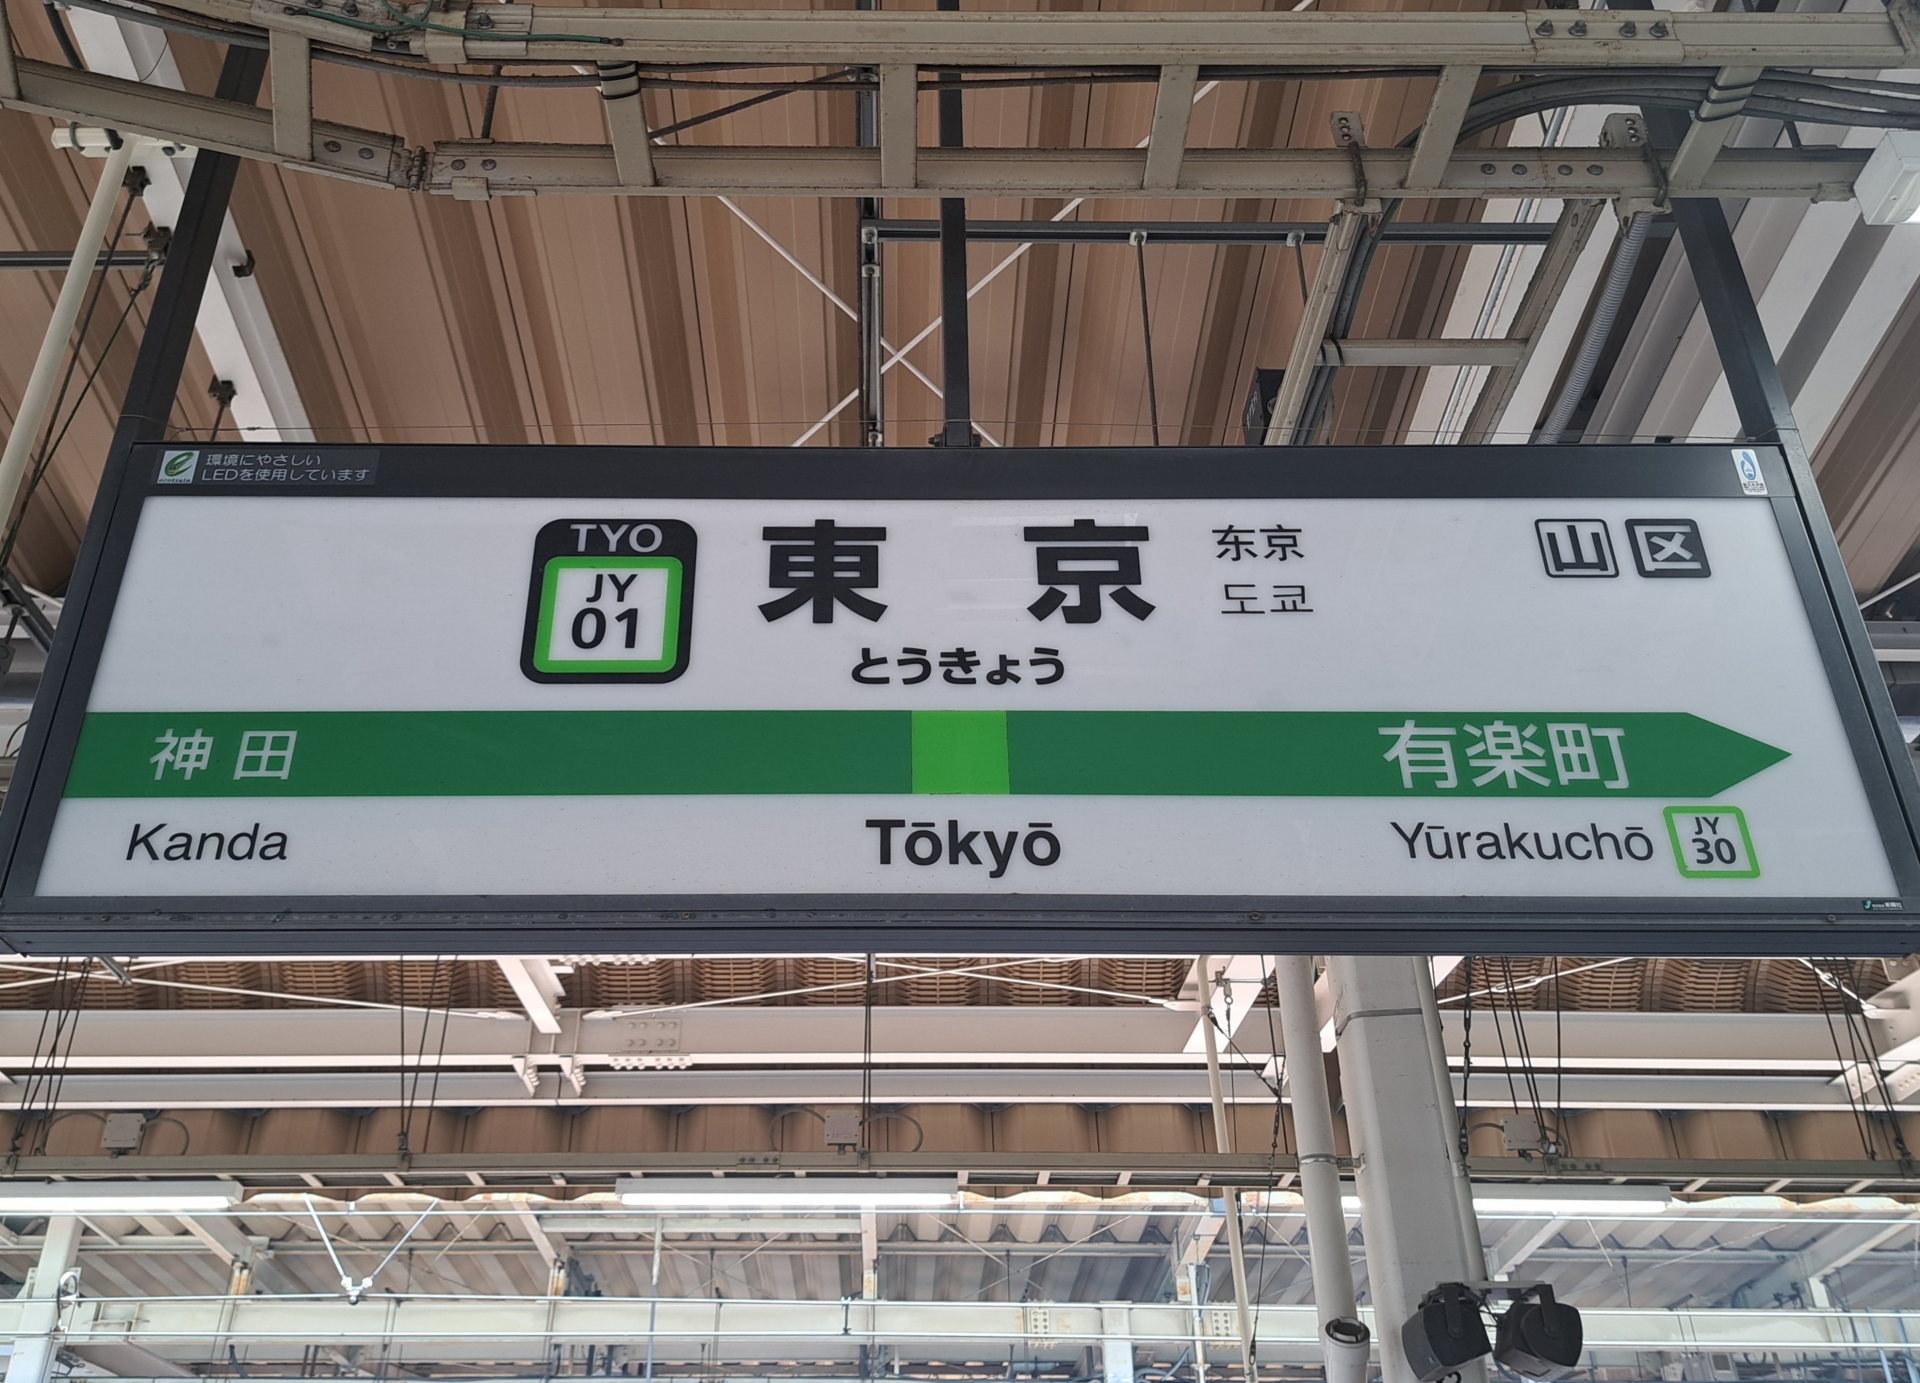 環境にやさしい
LEDを使用しています
ecotrain
TYO
JY
01
東京
东京
도쿄
山 区
とうきょう
神田
有楽町
Kanda
Tōkyō
Yūrakuchō
JY
30